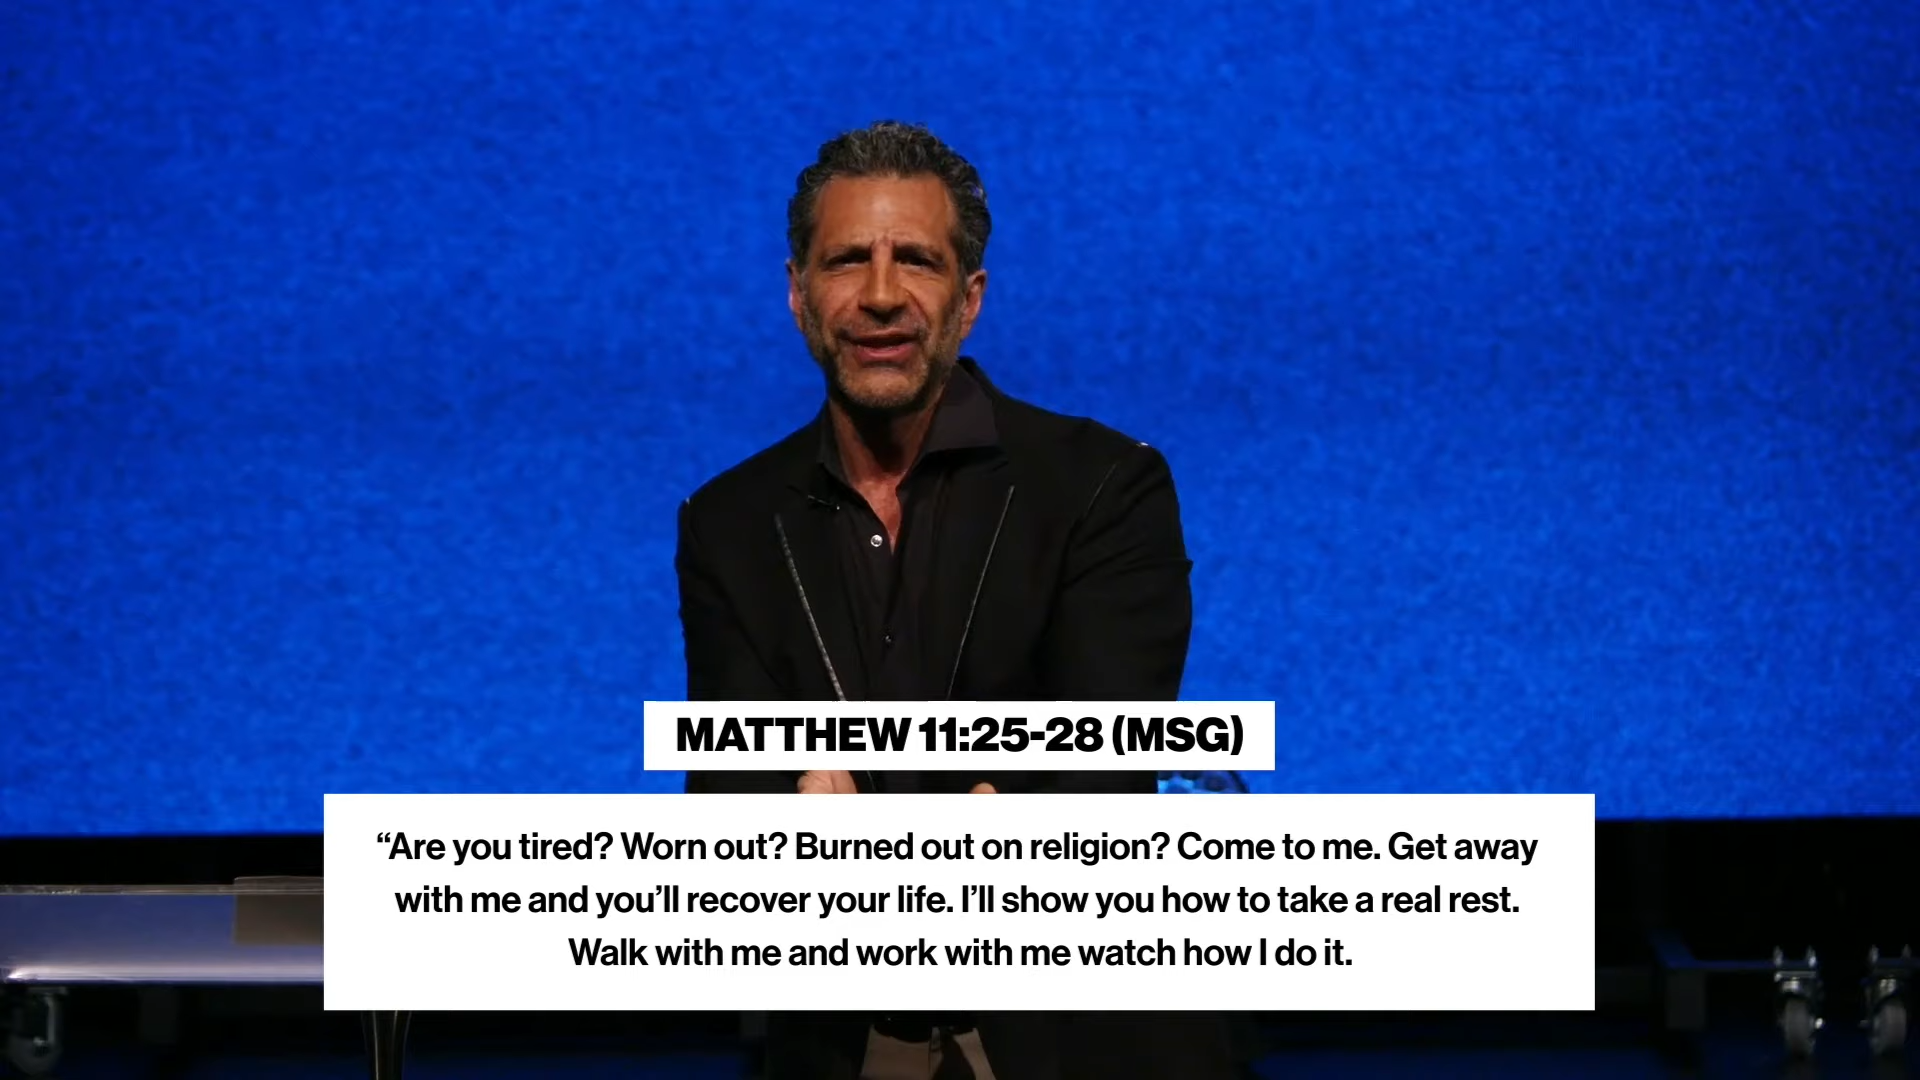 MATTHEW 11:25-28 (MSG)
“Are you tired? Worn out? Burned out on religion? Come to me. Get away
with me and you’ll recover your life. I’ll show you how to take a real rest.
Walk with me and work with me watch how I do it.